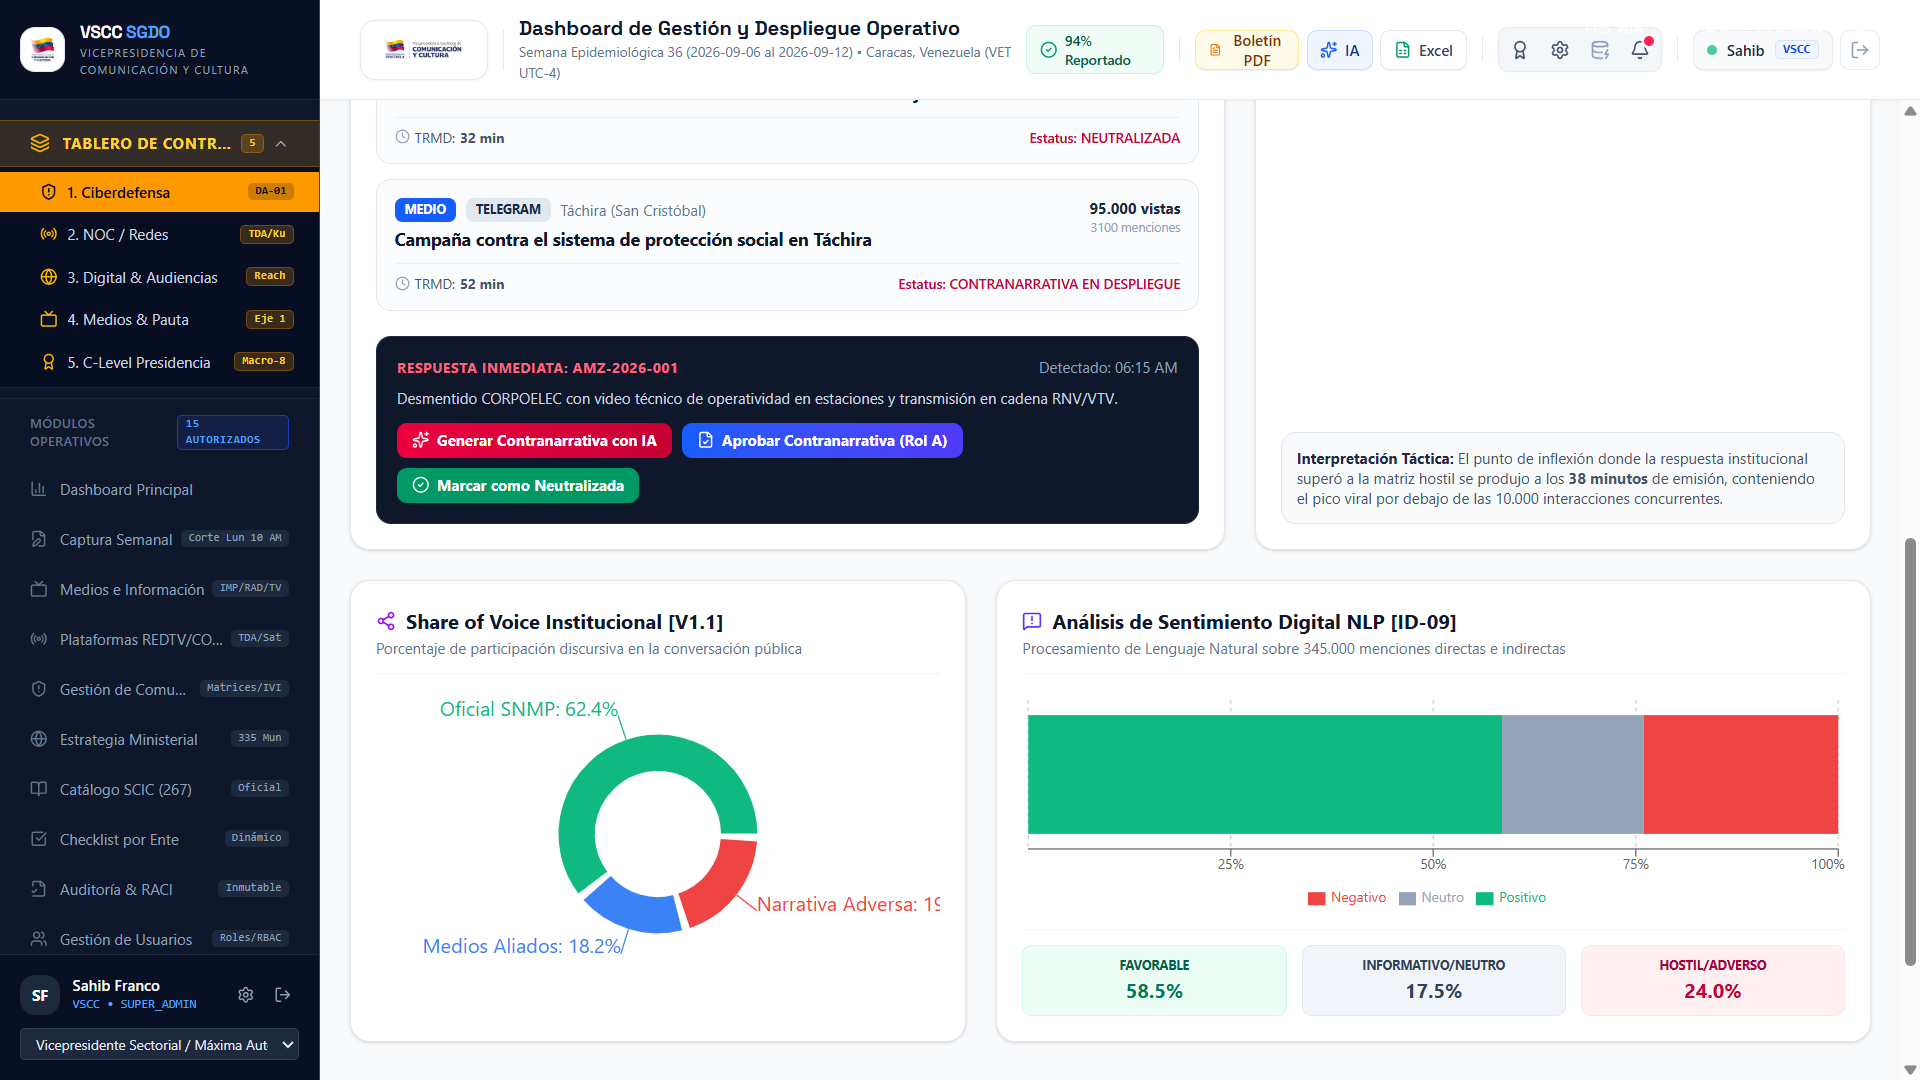 VSCC SGDO
VICEPRESIDENCIA DE
COMUNICACIÓN Y CULTURA
TABLERO DE CONTR... 5
1. Ciberdefensa DA-01
2. NOC / Redes TDA/Ku
3. Digital & Audiencias Reach
4. Medios & Pauta Eje 1
5. C-Level Presidencia Macro-8
MÓDULOS
OPERATIVOS
15
AUTORIZADOS
Dashboard Principal
Captura Semanal Corte Lun 10 AM
Medios e Información IMP/RAD/TV
Plataformas REDTV/CO... TDA/Sat
Gestión de Comu... Matrices/IVI
Estrategia Ministerial 335 Mun
Catálogo SCIC (267) Oficial
Checklist por Ente Dinámico
Auditoría & RACI Inmutable
Gestión de Usuarios Roles/RBAC
SF
Sahib Franco
VSCC • SUPER_ADMIN
Vicepresidente Sectorial / Máxima Aut
COMUNICACIÓN
Y CULTURA
Dashboard de Gestión y Despliegue Operativo
Semana Epidemiológica 36 (2026-09-06 al 2026-09-12) • Caracas, Venezuela (VET
UTC-4)
94%
Reportado
Boletín
PDF
IA
Excel
Sahib VSCC
TRMD: 32 min
Estatus: NEUTRALIZADA
MEDIO TELEGRAM Táchira (San Cristóbal)
95.000 vistas
3100 menciones
Campaña contra el sistema de protección social en Táchira
TRMD: 52 min
Estatus: CONTRANARRATIVA EN DESPLIEGUE
RESPUESTA INMEDIATA: AMZ-2026-001
Detectado: 06:15 AM
Desmentido CORPOELEC con video técnico de operatividad en estaciones y transmisión en cadena RNV/VTV.
Generar Contranarrativa con IA
Aprobar Contranarrativa (Rol A)
Marcar como Neutralizada
Interpretación Táctica: El punto de inflexión donde la respuesta institucional
superó a la matriz hostil se produjo a los 38 minutos de emisión, conteniendo
el pico viral por debajo de las 10.000 interacciones concurrentes.
Share of Voice Institucional [V1.1]
Porcentaje de participación discursiva en la conversación pública
Oficial SNMP: 62.4%
Narrativa Adversa: 19
Medios Aliados: 18.2%
Análisis de Sentimiento Digital NLP [ID-09]
Procesamiento de Lenguaje Natural sobre 345.000 menciones directas e indirectas
25%
50%
75%
100%
Negativo
Neutro
Positivo
FAVORABLE
58.5%
INFORMATIVO/NEUTRO
17.5%
HOSTIL/ADVERSO
24.0%